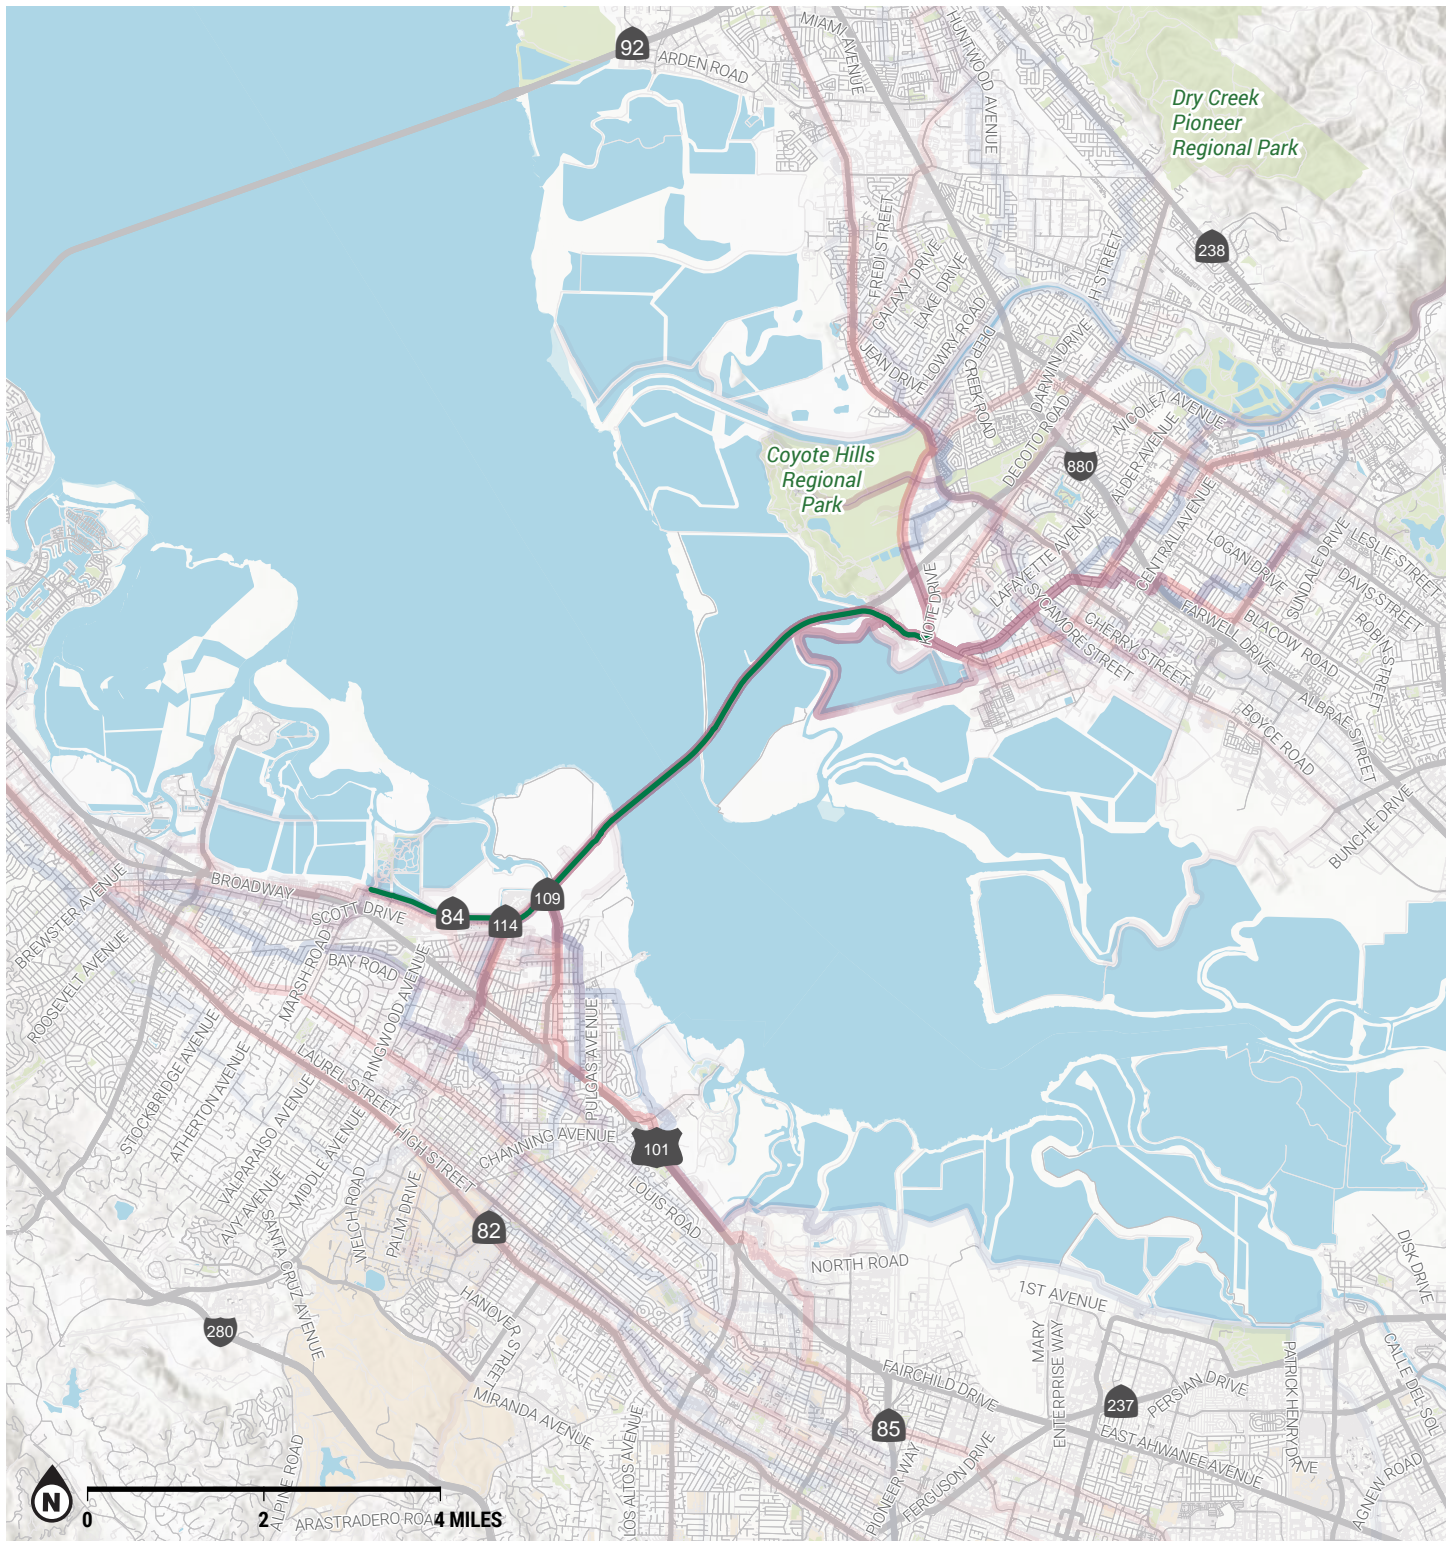 92
ARDEN ROAD
MIAMI AVENUE
HUNTWOOD AVENUE
Dry Creek
Pioneer
Regional Park
238
FREDI STREET
GALAXY DRIVE
LAKE DRIVE
LOWRY ROAD
H STREET
JEAN DRIVE
DEEP CREEK ROAD
DARWIN DRIVE
DECOTO ROAD
NICOLET AVENUE
ALDER AVENUE
Coyote Hills
Regional
Park
880
CENTRAL AVENUE
LOGAN DRIVE
SUNDALE DRIVE
LESLIE STREET
DAVIS STREET
ROBIN STREET
LAFAYETTE AVENUE
SYCAMORE STREET
CHERRY STREET
FARWELL DRIVE
BLACOW ROAD
ALBRAE STREET
BOYCE ROAD
BUNCHE DRIVE
BROADWAY
SCOTT DRIVE
84
114
109
BREWSTER AVENUE
ROOSEVELT AVENUE
BAY ROAD
MARSH ROAD
RINGWOOD AVENUE
PULGAS AVENUE
STOCKBRIDGE AVENUE
ATHERTON AVENUE
LAUREL STREET
VALPARAISO AVENUE
MIDDLE AVENUE
AVY AVENUE
HIGH STREET
CHANNING AVENUE
101
LOUIS ROAD
WELCH ROAD
PALM DRIVE
SANTA CRUZ AVENUE
82
280
HANOVER STREET
MIRANDA AVENUE
NORTH ROAD
1ST AVENUE
MARY
ENTERPRISE WAY
DISK DRIVE
CALLE DEL SOL
PATRICK HENRY DRIVE
PERSIAN DRIVE
237
FAIRCHILD DRIVE
EAST AHWANEE AVENUE
85
PIONEER WAY
FERGUSON DRIVE
AGNEW ROAD
LOS ALTOS AVENUE
ALPINE ROAD
ARASTRADERO ROAD
N
0 2 4 MILES